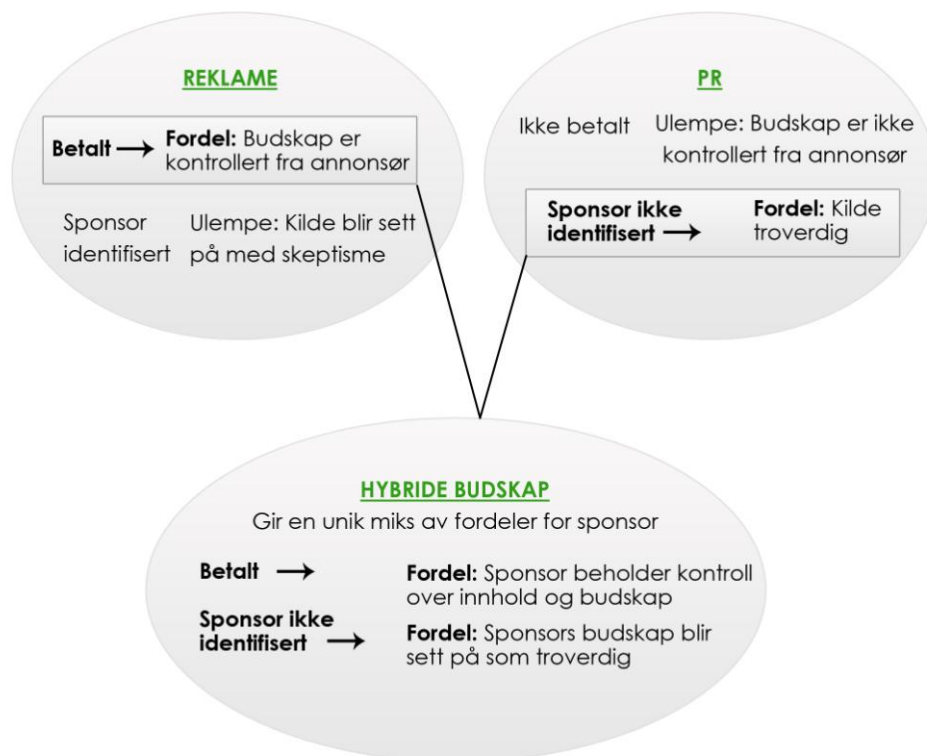 REKLAME
Betalt → Fordel: Budskap er
kontrollert fra annonsør
Sponsor Ulempe: Kilde blir sett
identifisert på med skeptisme
PR
Ikke betalt Ulempe: Budskap er ikke
kontrollert fra annonsør
Sponsor ikke Fordel: Kilde
identifisert → troverdig
HYBRIDE BUDSKAP
Gir en unik miks av fordeler for sponsor
Betalt → Fordel: Sponsor beholder kontroll
over innhold og budskap
Sponsor ikke Fordel: Sponsors budskap blir
identifisert → sett på som troverdig